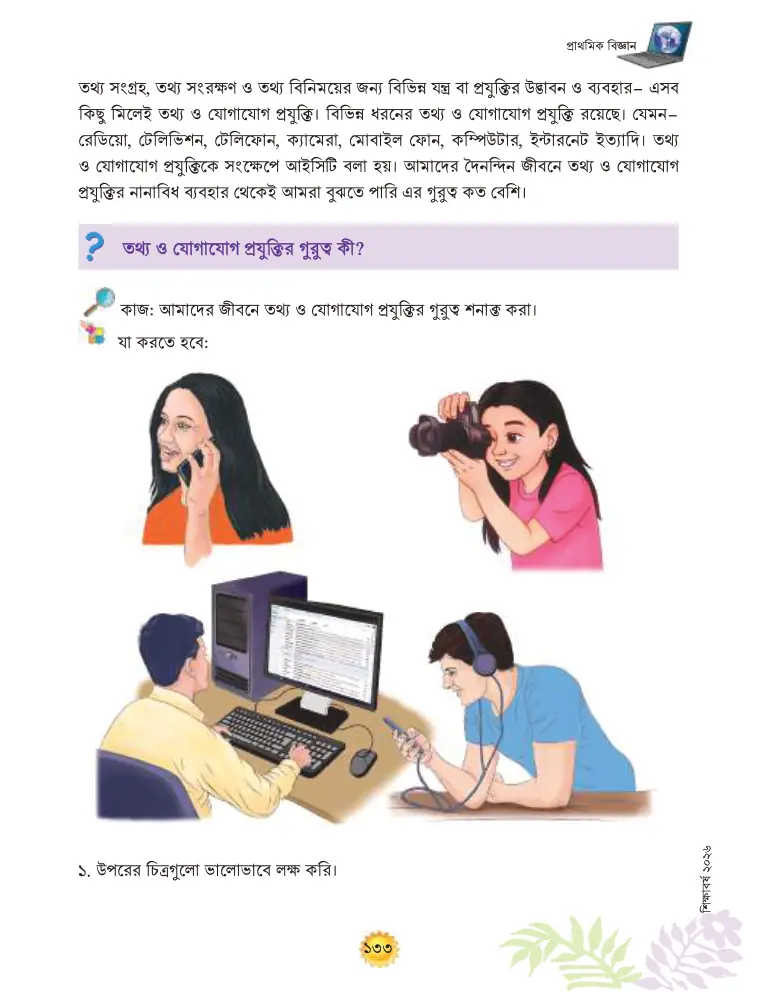 প্রাথমিক বিজ্ঞান
তথ্য সংগ্রহ, তথ্য সংরক্ষণ ও তথ্য বিনিময়ের জন্য বিভিন্ন যন্ত্র বা প্রযুক্তির উদ্ভাবন ও ব্যবহার– এসব
কিছু মিলেই তথ্য ও যোগাযোগ প্রযুক্তি। বিভিন্ন ধরনের তথ্য ও যোগাযোগ প্রযুক্তি রয়েছে। যেমন–
রেডিয়ো, টেলিভিশন, টেলিফোন, ক্যামেরা, মোবাইল ফোন, কম্পিউটার, ইন্টারনেট ইত্যাদি। তথ্য
ও যোগাযোগ প্রযুক্তিকে সংক্ষেপে আইসিটি বলা হয়। আমাদের দৈনন্দিন জীবনে তথ্য ও যোগাযোগ
প্রযুক্তির নানাবিধ ব্যবহার থেকেই আমরা বুঝতে পারি এর গুরুত্ব কত বেশি।
? তথ্য ও যোগাযোগ প্রযুক্তির গুরুত্ব কী?
কাজ: আমাদের জীবনে তথ্য ও যোগাযোগ প্রযুক্তির গুরুত্ব শনাক্ত করা।
যা করতে হবে:
১. উপরের চিত্রগুলো ভালোভাবে লক্ষ করি।
শিক্ষাবর্ষ ২০২৬
১৩৩